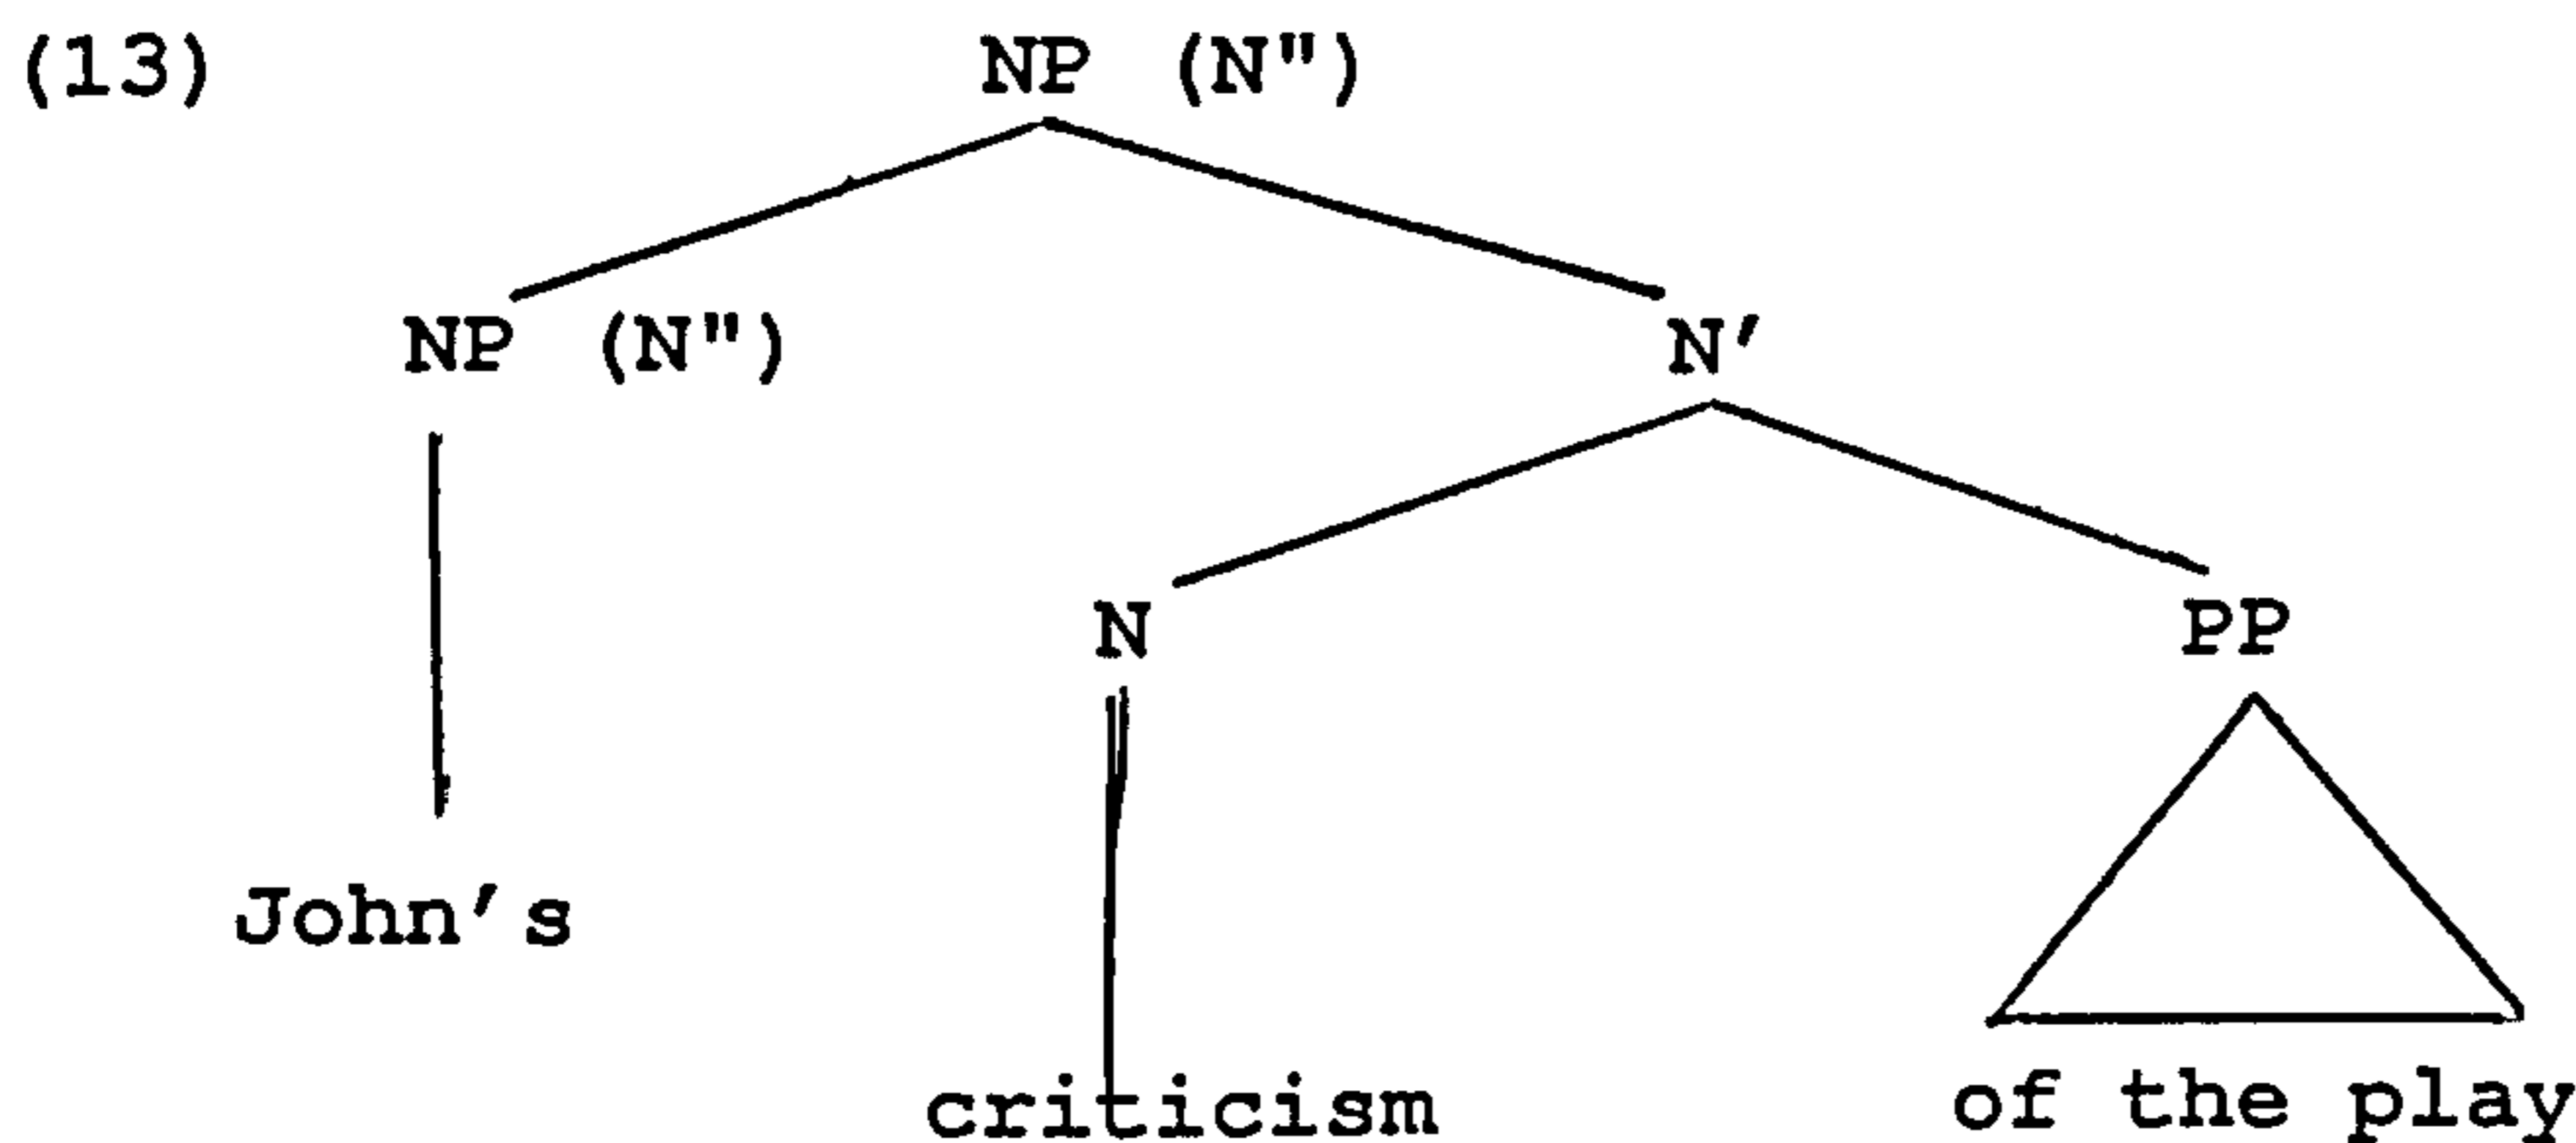 (13) NP (N")
NP (N") N'
N PP
John's
criticism of the play